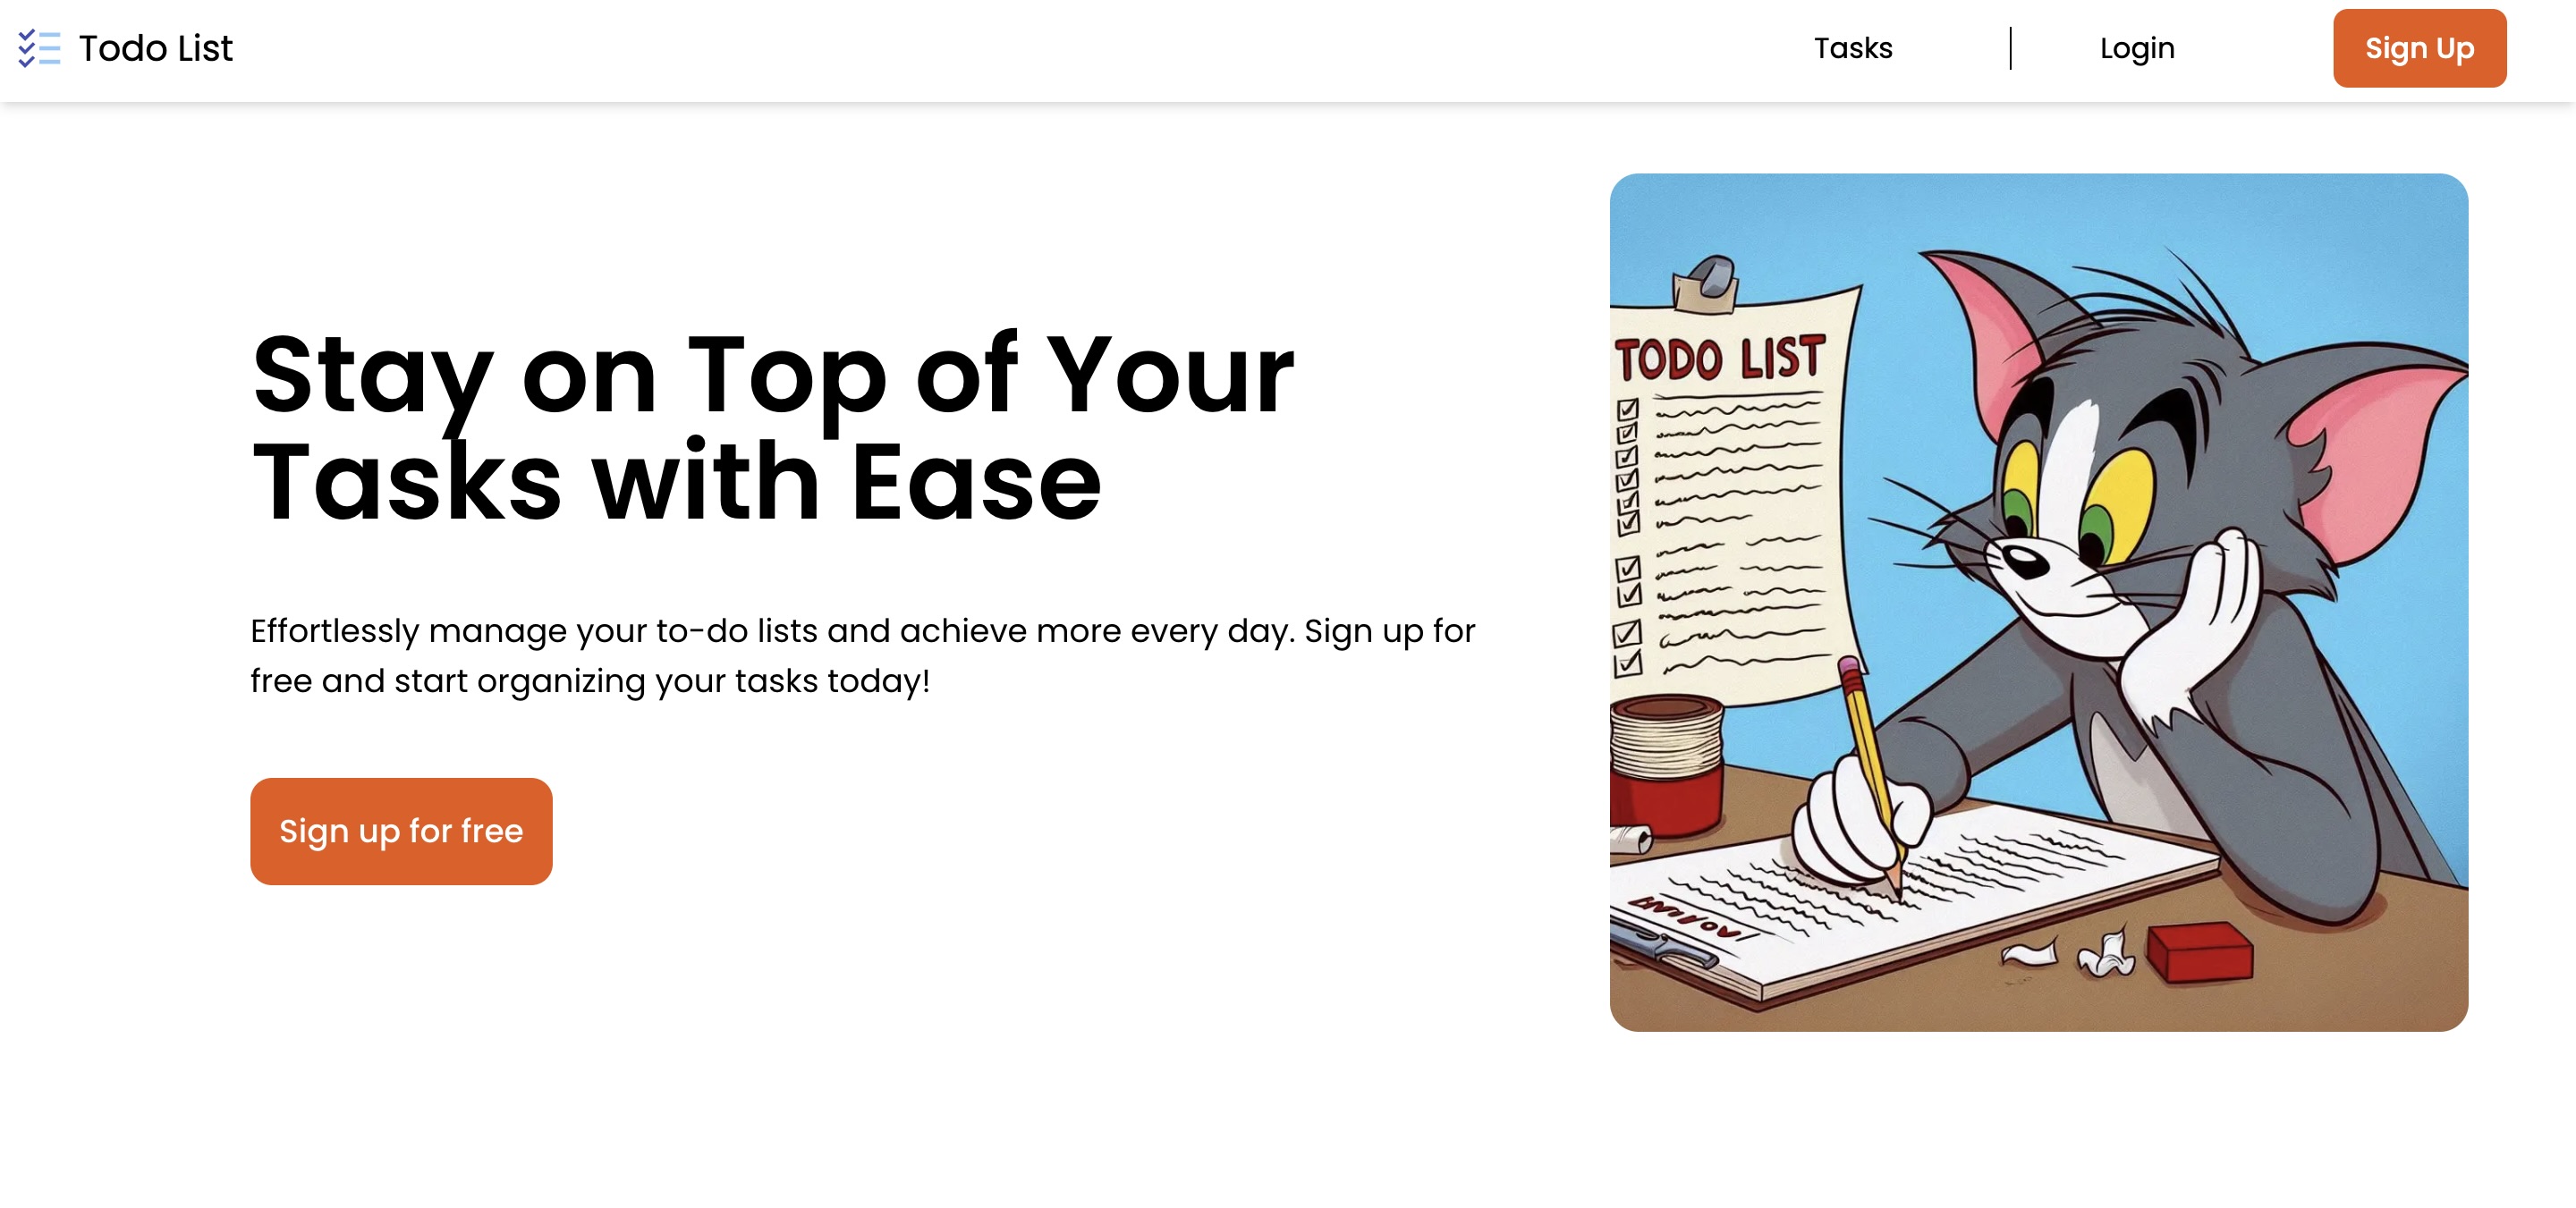 Todo List
Tasks
Login
Sign Up
Stay on Top of Your
Tasks with Ease
Effortlessly manage your to-do lists and achieve more every day. Sign up for
free and start organizing your tasks today!
Sign up for free
TODO LIST